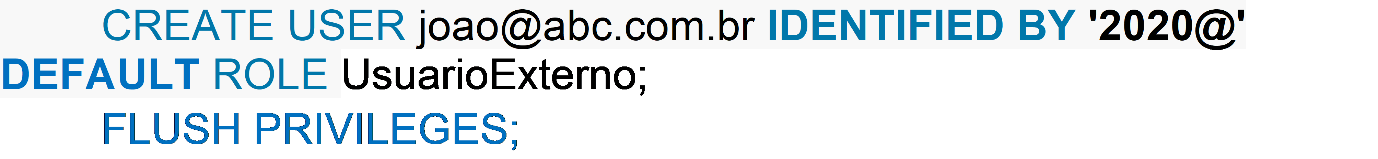 CREATE USER joao@abc.com.br IDENTIFIED BY '2020@'
DEFAULT ROLE UsuarioExterno;
FLUSH PRIVILEGES;